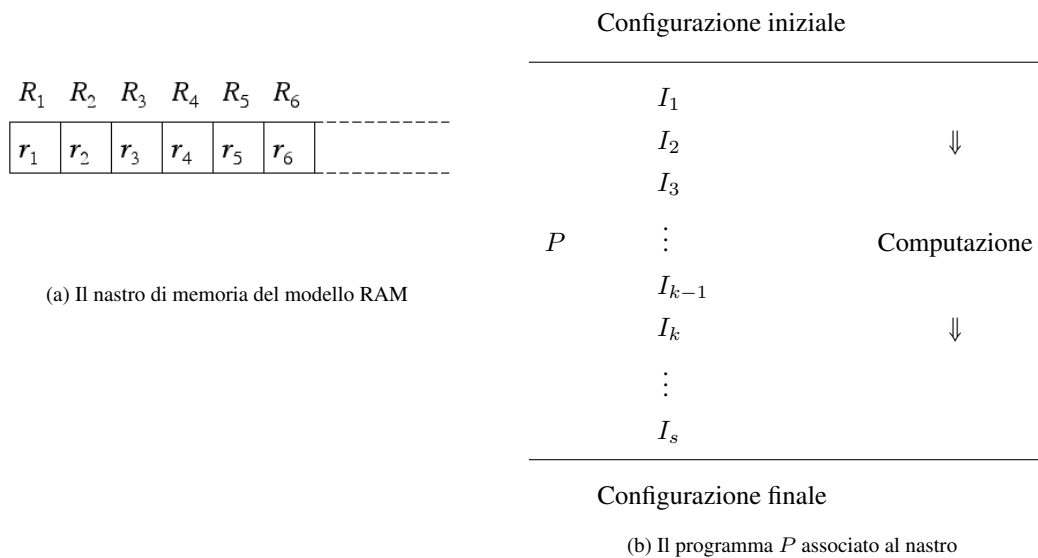 R₁ R₂ R₃ R₄ R₅ R₆
r₁ r₂ r₃ r₄ r₅ r₆
(a) Il nastro di memoria del modello RAM
Configurazione iniziale
I₁
I₂ ⇓
I₃
P ⋮ Computazione
Iₖ₋₁
Iₖ ⇓
⋮
Iₛ
Configurazione finale
(b) Il programma P associato al nastro